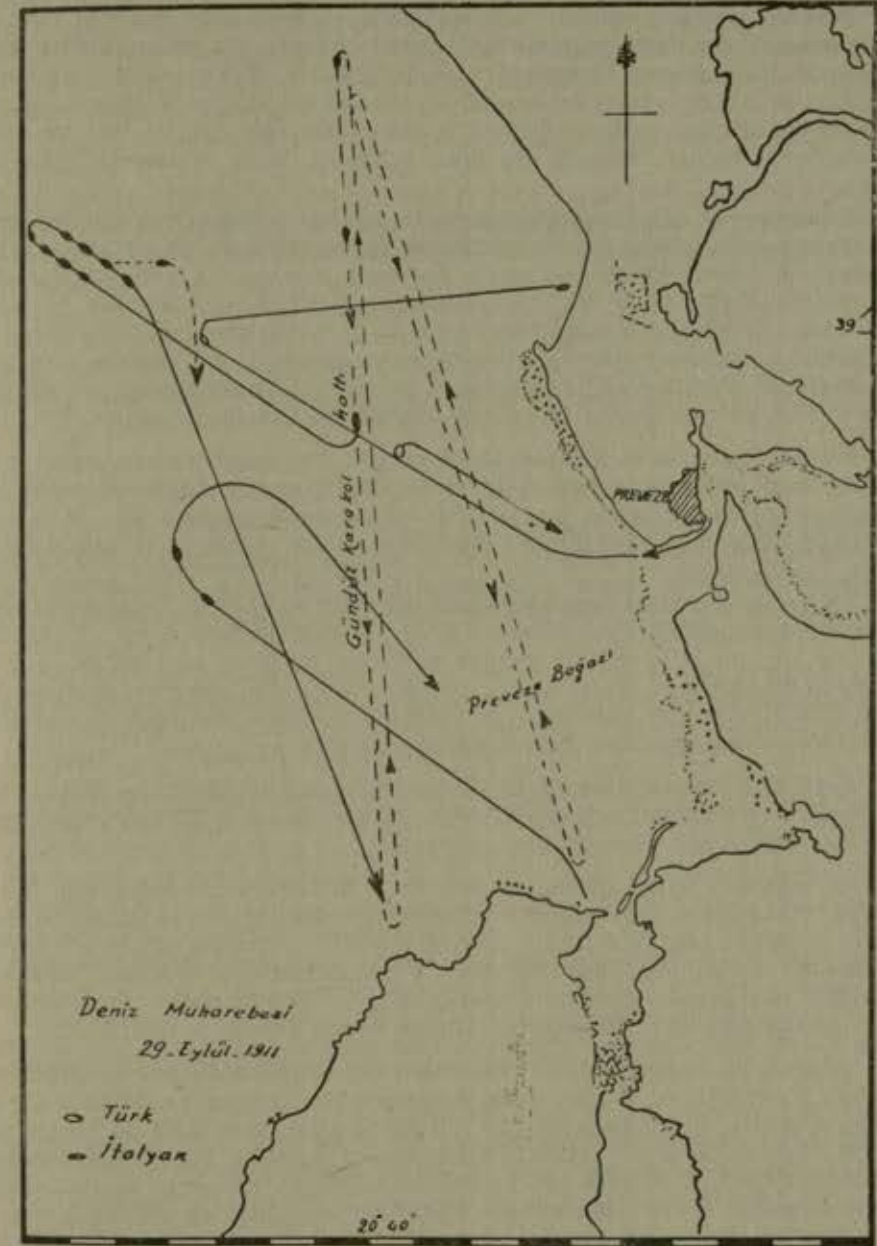 39
hattı
PREVEZE
Gündüz Karakol
Preveze Boğazı
Deniz Muharebesi
29-Eylül-1911
Türk
İtalyan
20° 40'